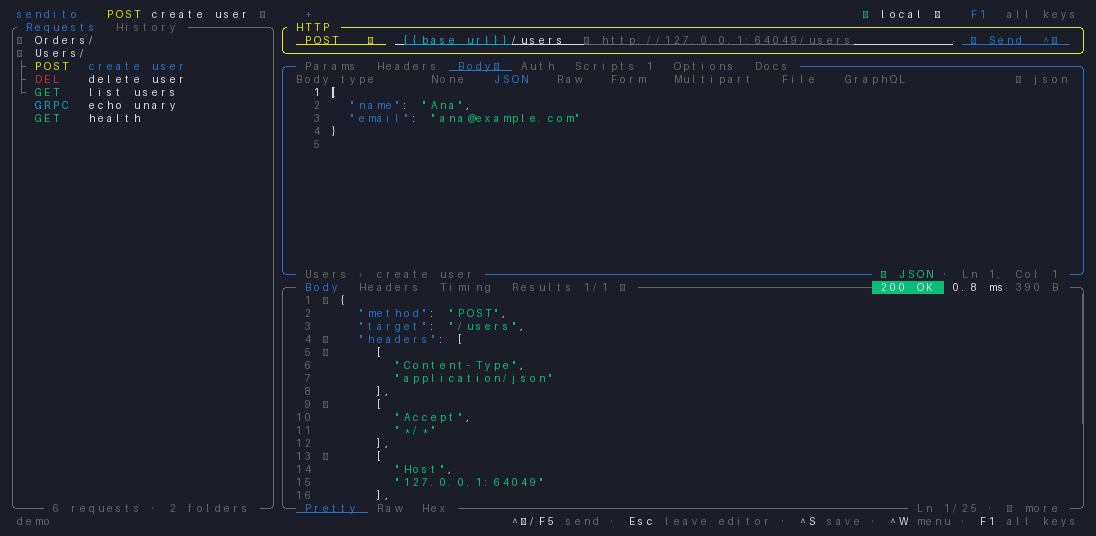 sendito POST create user + local F1 all keys
Requests History
HTTP
Orders/
POST {{base_url}}/users http://127.0.0.1:64049/users Send ^
Users/
POST create user
DEL delete user
GET list users
GRPC echo unary
GET health
Params Headers Body Auth Scripts 1 Options Docs
Body type None JSON Raw Form Multipart File GraphQL json
1 {
2 "name": "Ana",
3 "email": "ana@example.com"
4 }
5
Users › create user JSON · Ln 1, Col 1
Body Headers Timing Results 1/1 200 OK 0.8 ms 390 B
1 {
2 "method": "POST",
3 "target": "/users",
4 "headers": [
5 [
6 "Content-Type",
7 "application/json"
8 ],
9 [
10 "Accept",
11 "*/*"
12 ],
13 [
14 "Host",
15 "127.0.0.1:64049"
16 ],
6 requests · 2 folders
Pretty Raw Hex Ln 1/25 · more
demo ^/F5 send · Esc leave editor · ^S save · ^W menu · F1 all keys